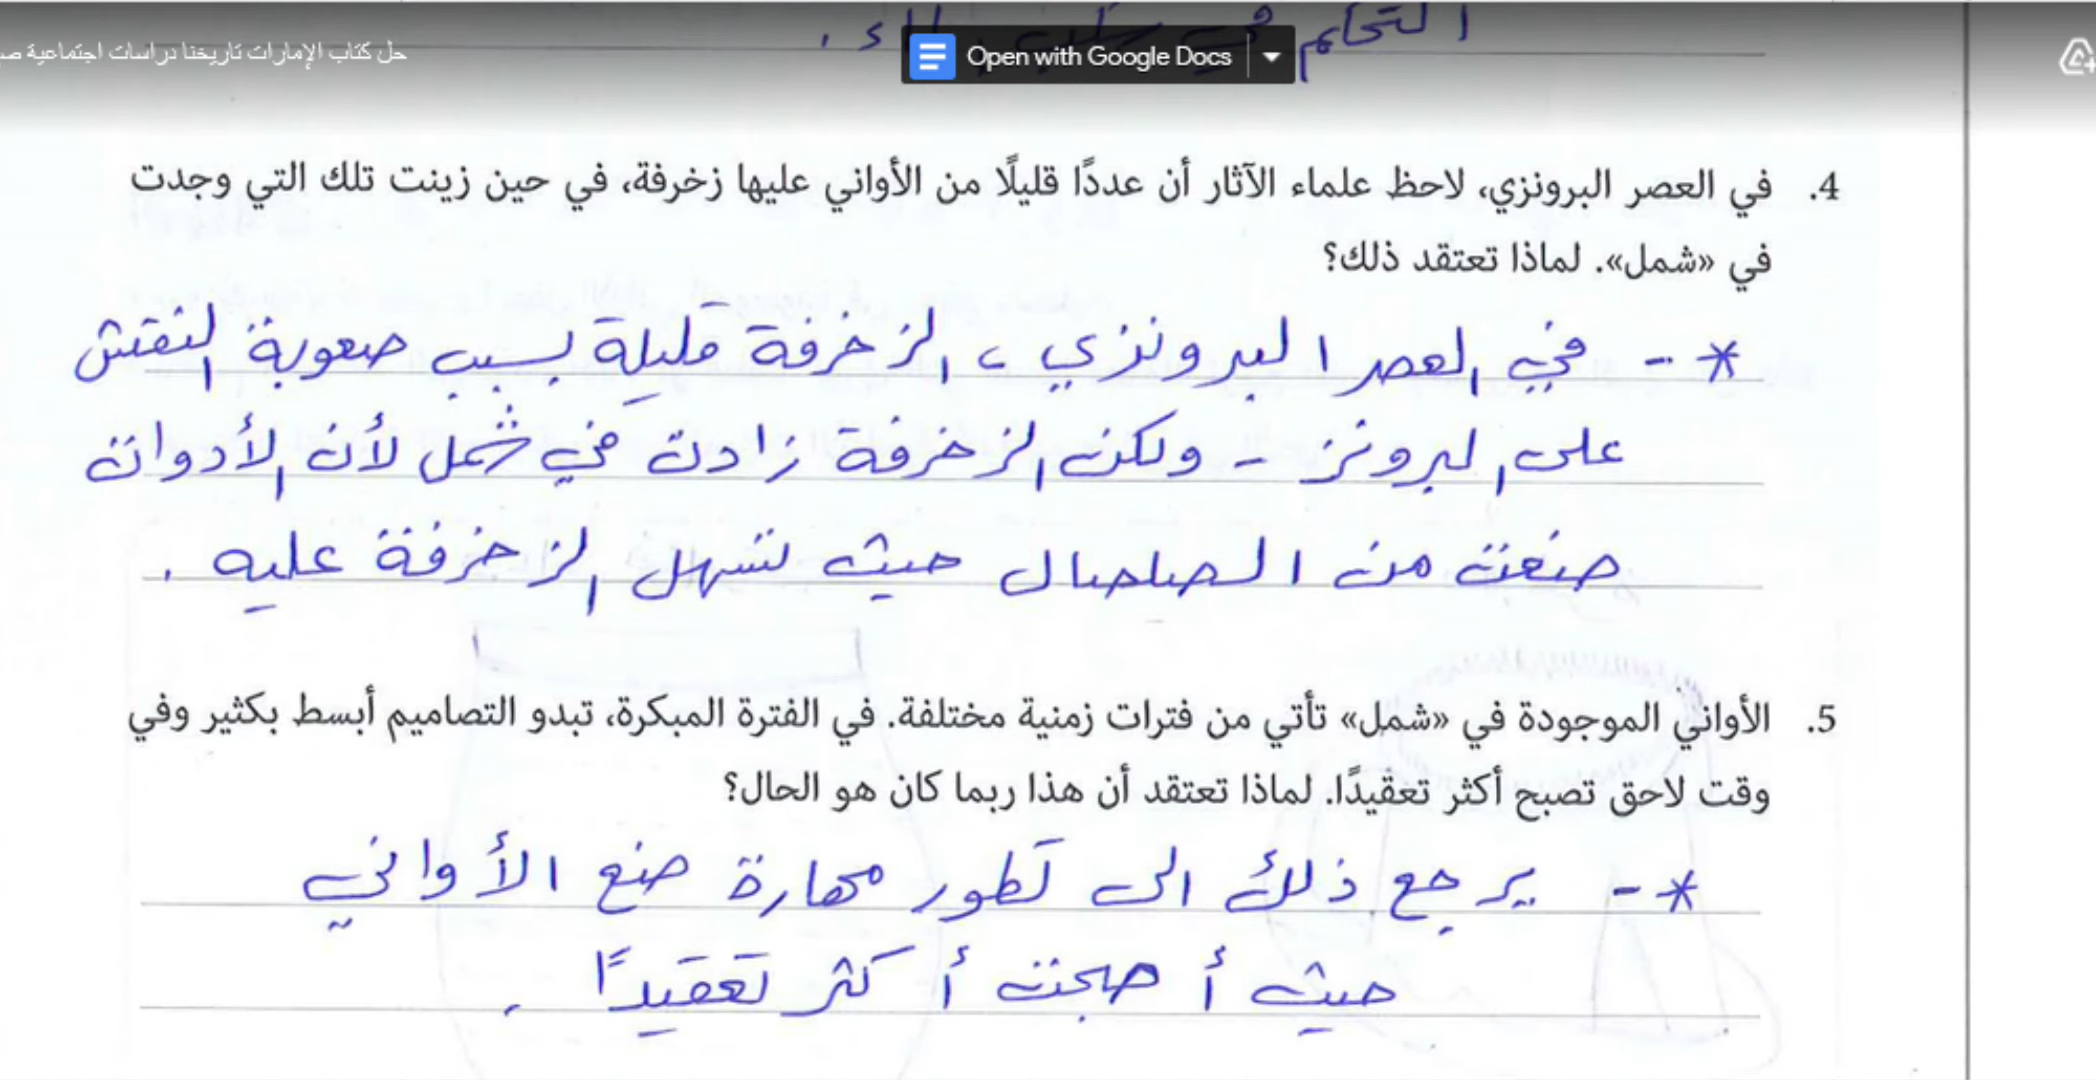 التحكم في
حل كتاب الإمارات تاريخنا دراسات اجتماعية
Open with Google Docs
4. في العصر البرونزي، لاحظ علماء الآثار أن عددًا قليلًا من الأواني عليها زخرفة، في حين زينت تلك التي وجدت
في «شمل». لماذا تعتقد ذلك؟
*- في العصر البرونزي، الزخرفة قليلة بسبب صعوبة النقش
على البرونز - ولكن الزخرفة زادت في شمل لأن الأدوات
صنعت من الصلصال حيث تسهل الزخرفة عليه .
5. الأواني الموجودة في «شمل» تأتي من فترات زمنية مختلفة. في الفترة المبكرة، تبدو التصاميم أبسط بكثير وفي
وقت لاحق تصبح أكثر تعقيدًا. لماذا تعتقد أن هذا ربما كان هو الحال؟
*- يرجع ذلك الى تطور مهارة صنع الأواني
حيث أصبحت أكثر تعقيدًا .